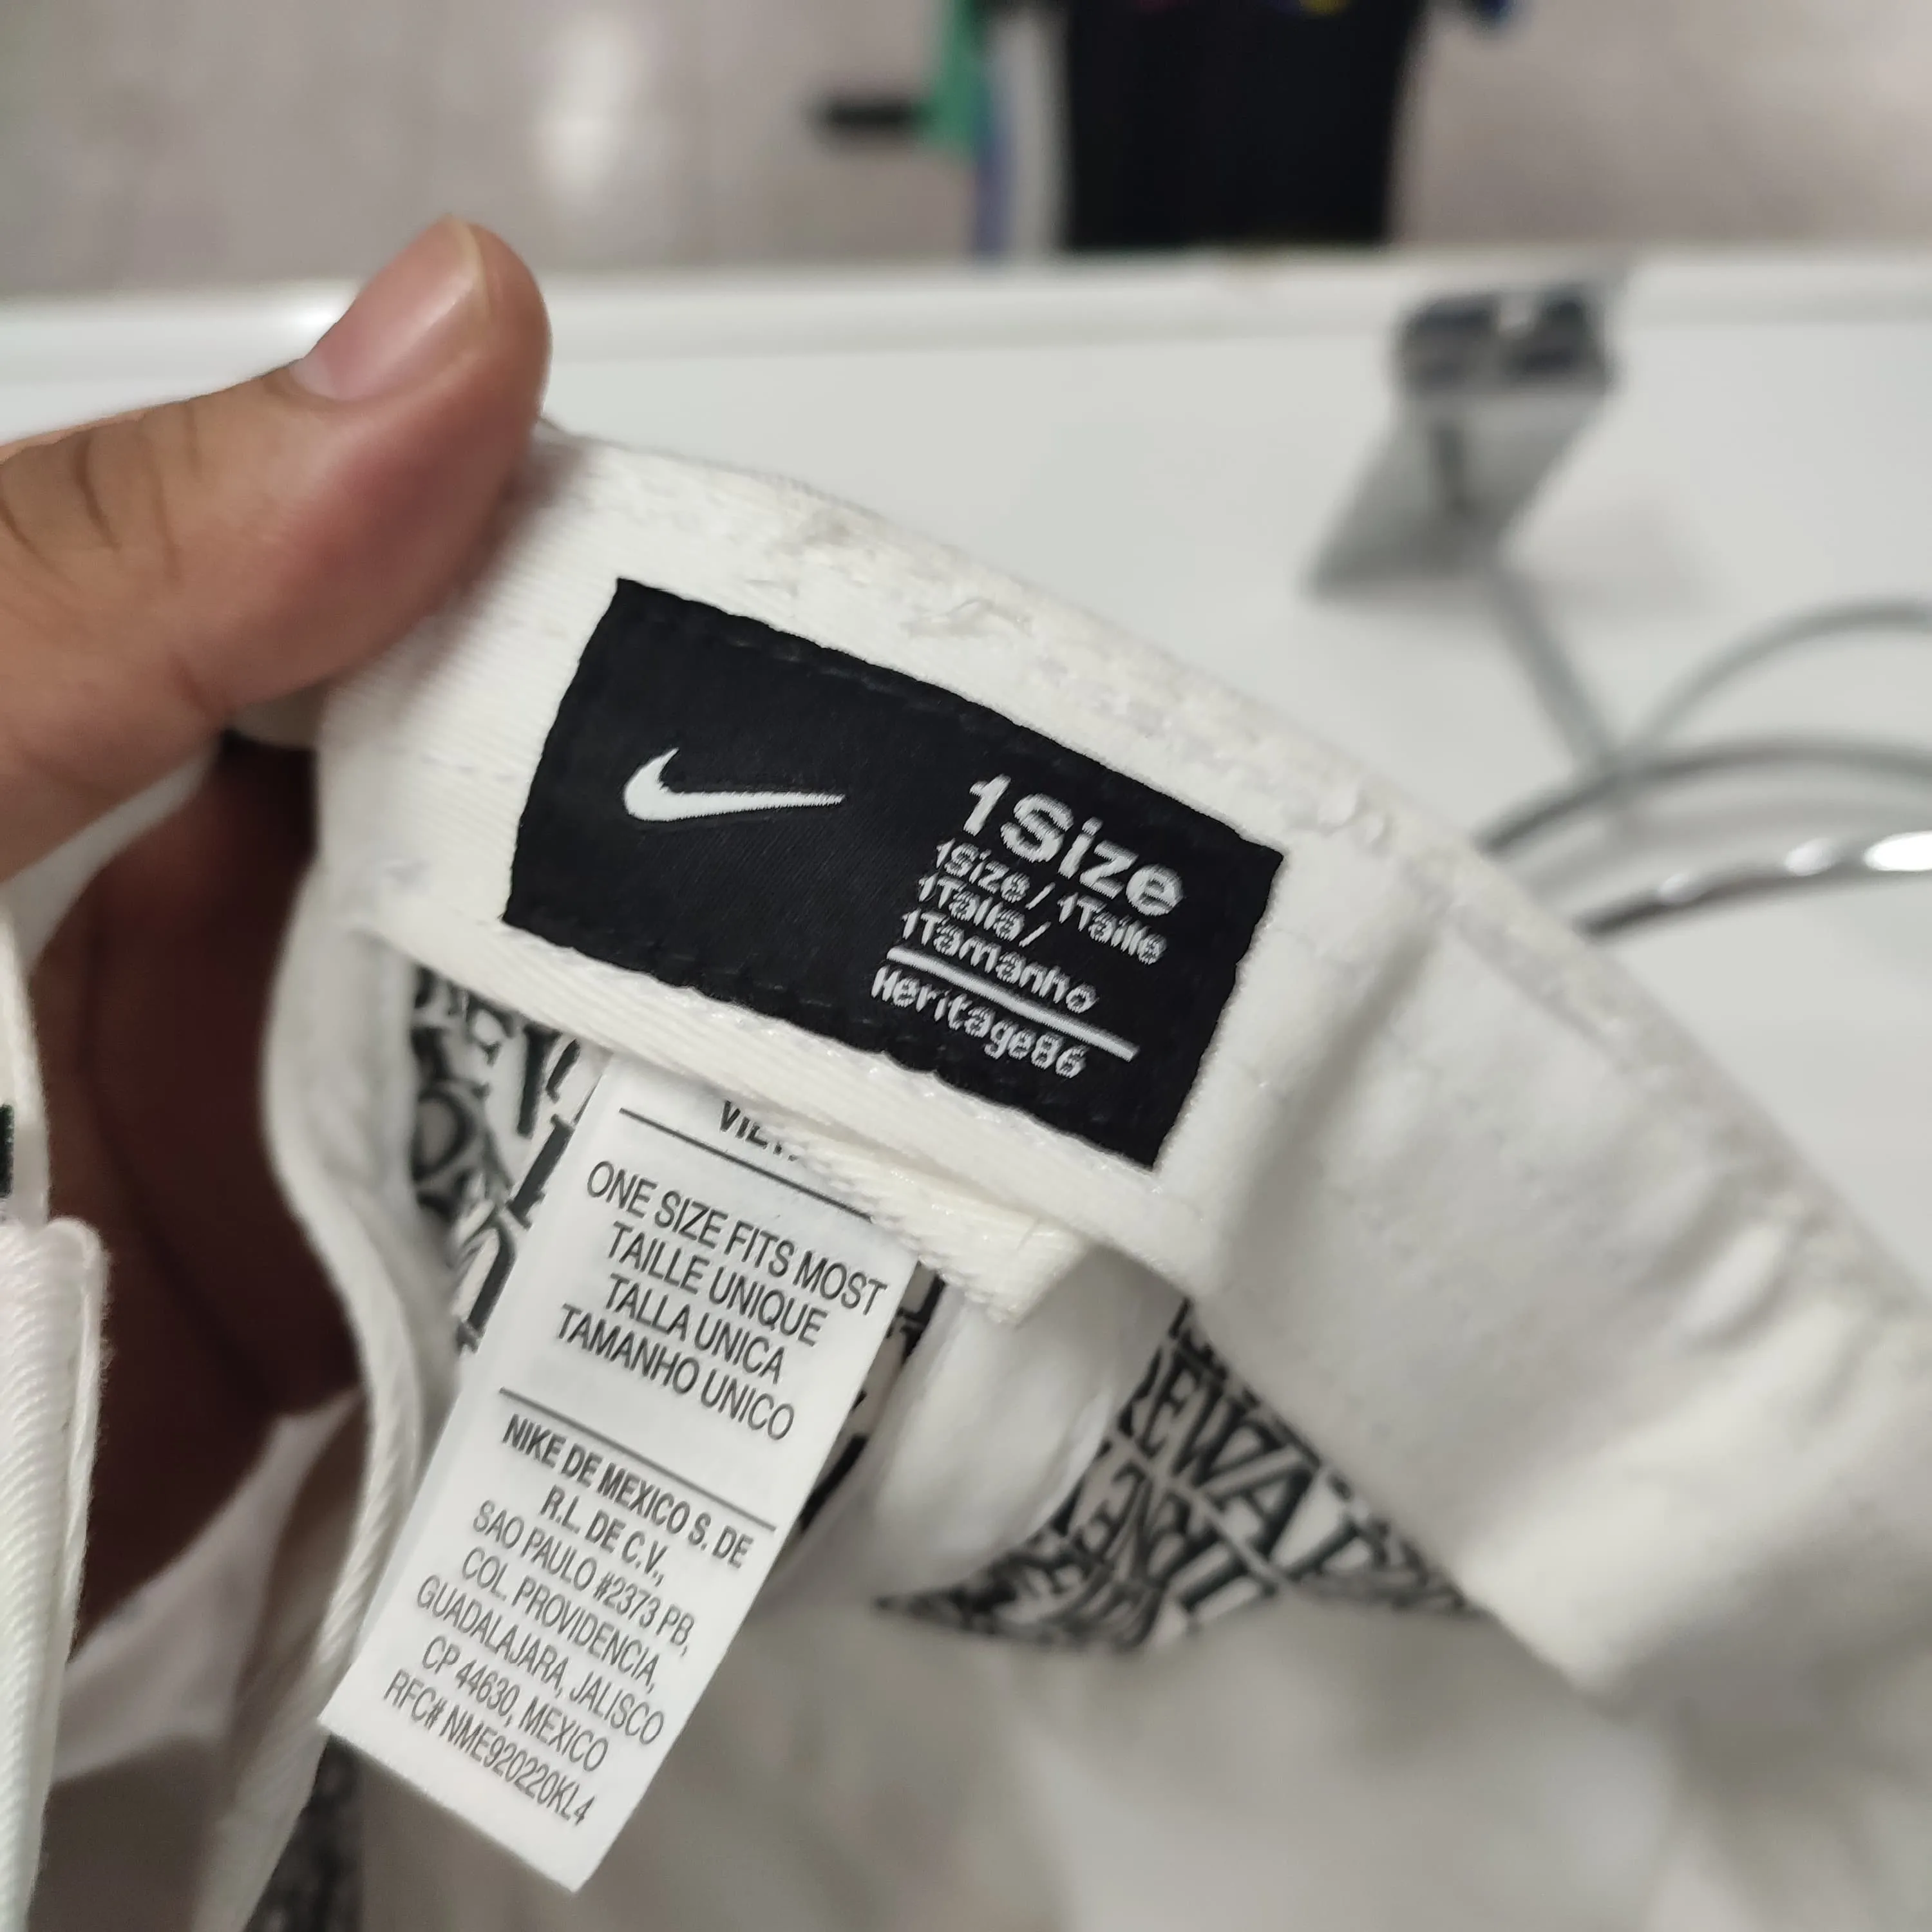 1Size
1Size / 1Taille
1Talla /
1Tamanho
Heritage86
ONE SIZE FITS MOST
TAILLE UNIQUE
TALLA UNICA
TAMANHO UNICO
NIKE DE MEXICO S. DE
R.L. DE C.V.,
SAO PAULO #2373 PB,
COL. PROVIDENCIA,
GUADALAJARA, JALISCO
CP 44630, MEXICO
RFC# NME920220KL4